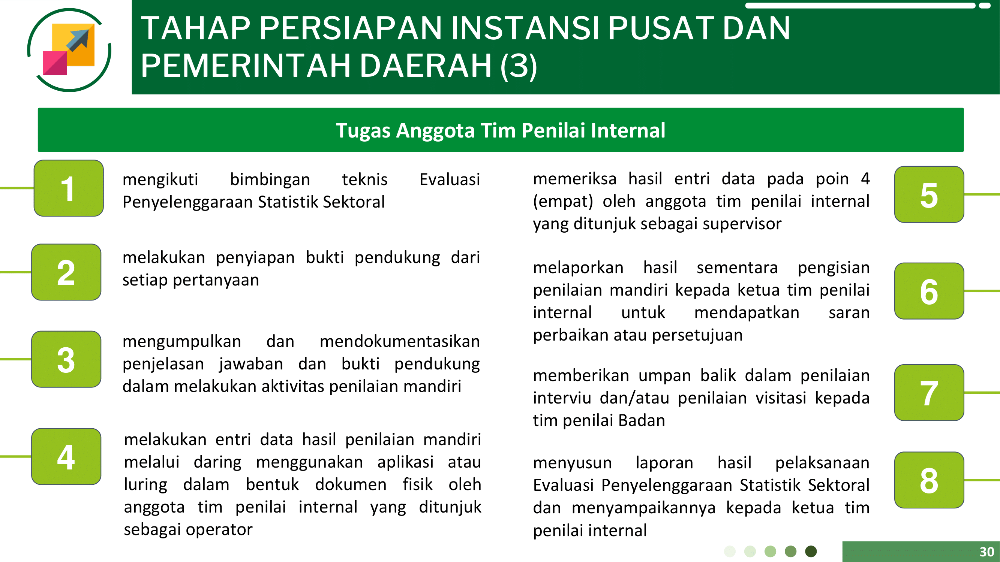 TAHAP PERSIAPAN INSTANSI PUSAT DAN
PEMERINTAH DAERAH (3)
Tugas Anggota Tim Penilai Internal
1
mengikuti bimbingan teknis Evaluasi
Penyelenggaraan Statistik Sektoral
2
melakukan penyiapan bukti pendukung dari
setiap pertanyaan
3
mengumpulkan dan mendokumentasikan
penjelasan jawaban dan bukti pendukung
dalam melakukan aktivitas penilaian mandiri
4
melakukan entri data hasil penilaian mandiri
melalui daring menggunakan aplikasi atau
luring dalam bentuk dokumen fisik oleh
anggota tim penilai internal yang ditunjuk
sebagai operator
memeriksa hasil entri data pada poin 4
(empat) oleh anggota tim penilai internal
yang ditunjuk sebagai supervisor
5
melaporkan hasil sementara pengisian
penilaian mandiri kepada ketua tim penilai
internal untuk mendapatkan saran
perbaikan atau persetujuan
6
memberikan umpan balik dalam penilaian
interviu dan/atau penilaian visitasi kepada
tim penilai Badan
7
menyusun laporan hasil pelaksanaan
Evaluasi Penyelenggaraan Statistik Sektoral
dan menyampaikannya kepada ketua tim
penilai internal
8
30